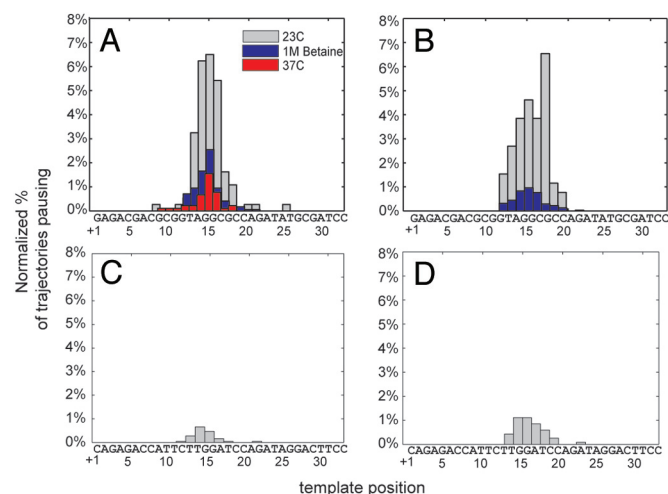 A
B
8%
7%
6%
5%
4%
3%
2%
1%
0%
23C
1M Betaine
37C
8%
7%
6%
5%
4%
3%
2%
1%
0%
GAGACGACGCGGTAGGCGCCAGATATGCGATCC
+1 5 10 15 20 25 30
GAGACGACGCGGTAGGCGCCAGATATGCGATCC
+1 5 10 15 20 25 30
Normalized %
of trajectories pausing
C
D
8%
7%
6%
5%
4%
3%
2%
1%
0%
8%
7%
6%
5%
4%
3%
2%
1%
0%
CAGAGACCATTCTTGGATCCAGATAGGACTTCC
+1 5 10 15 20 25 30
CAGAGACCATTCTTGGATCCAGATAGGACTTCC
+1 5 10 15 20 25 30
template position